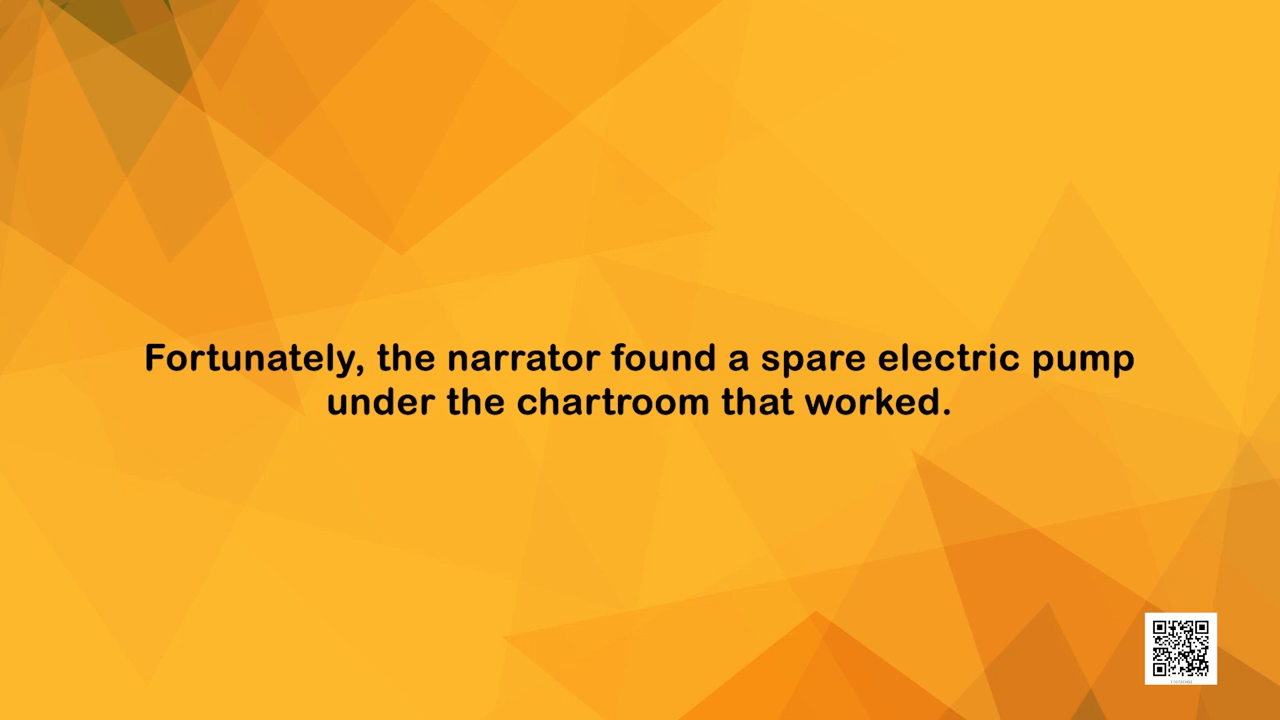 Fortunately, the narrator found a spare electric pump
under the chartroom that worked.